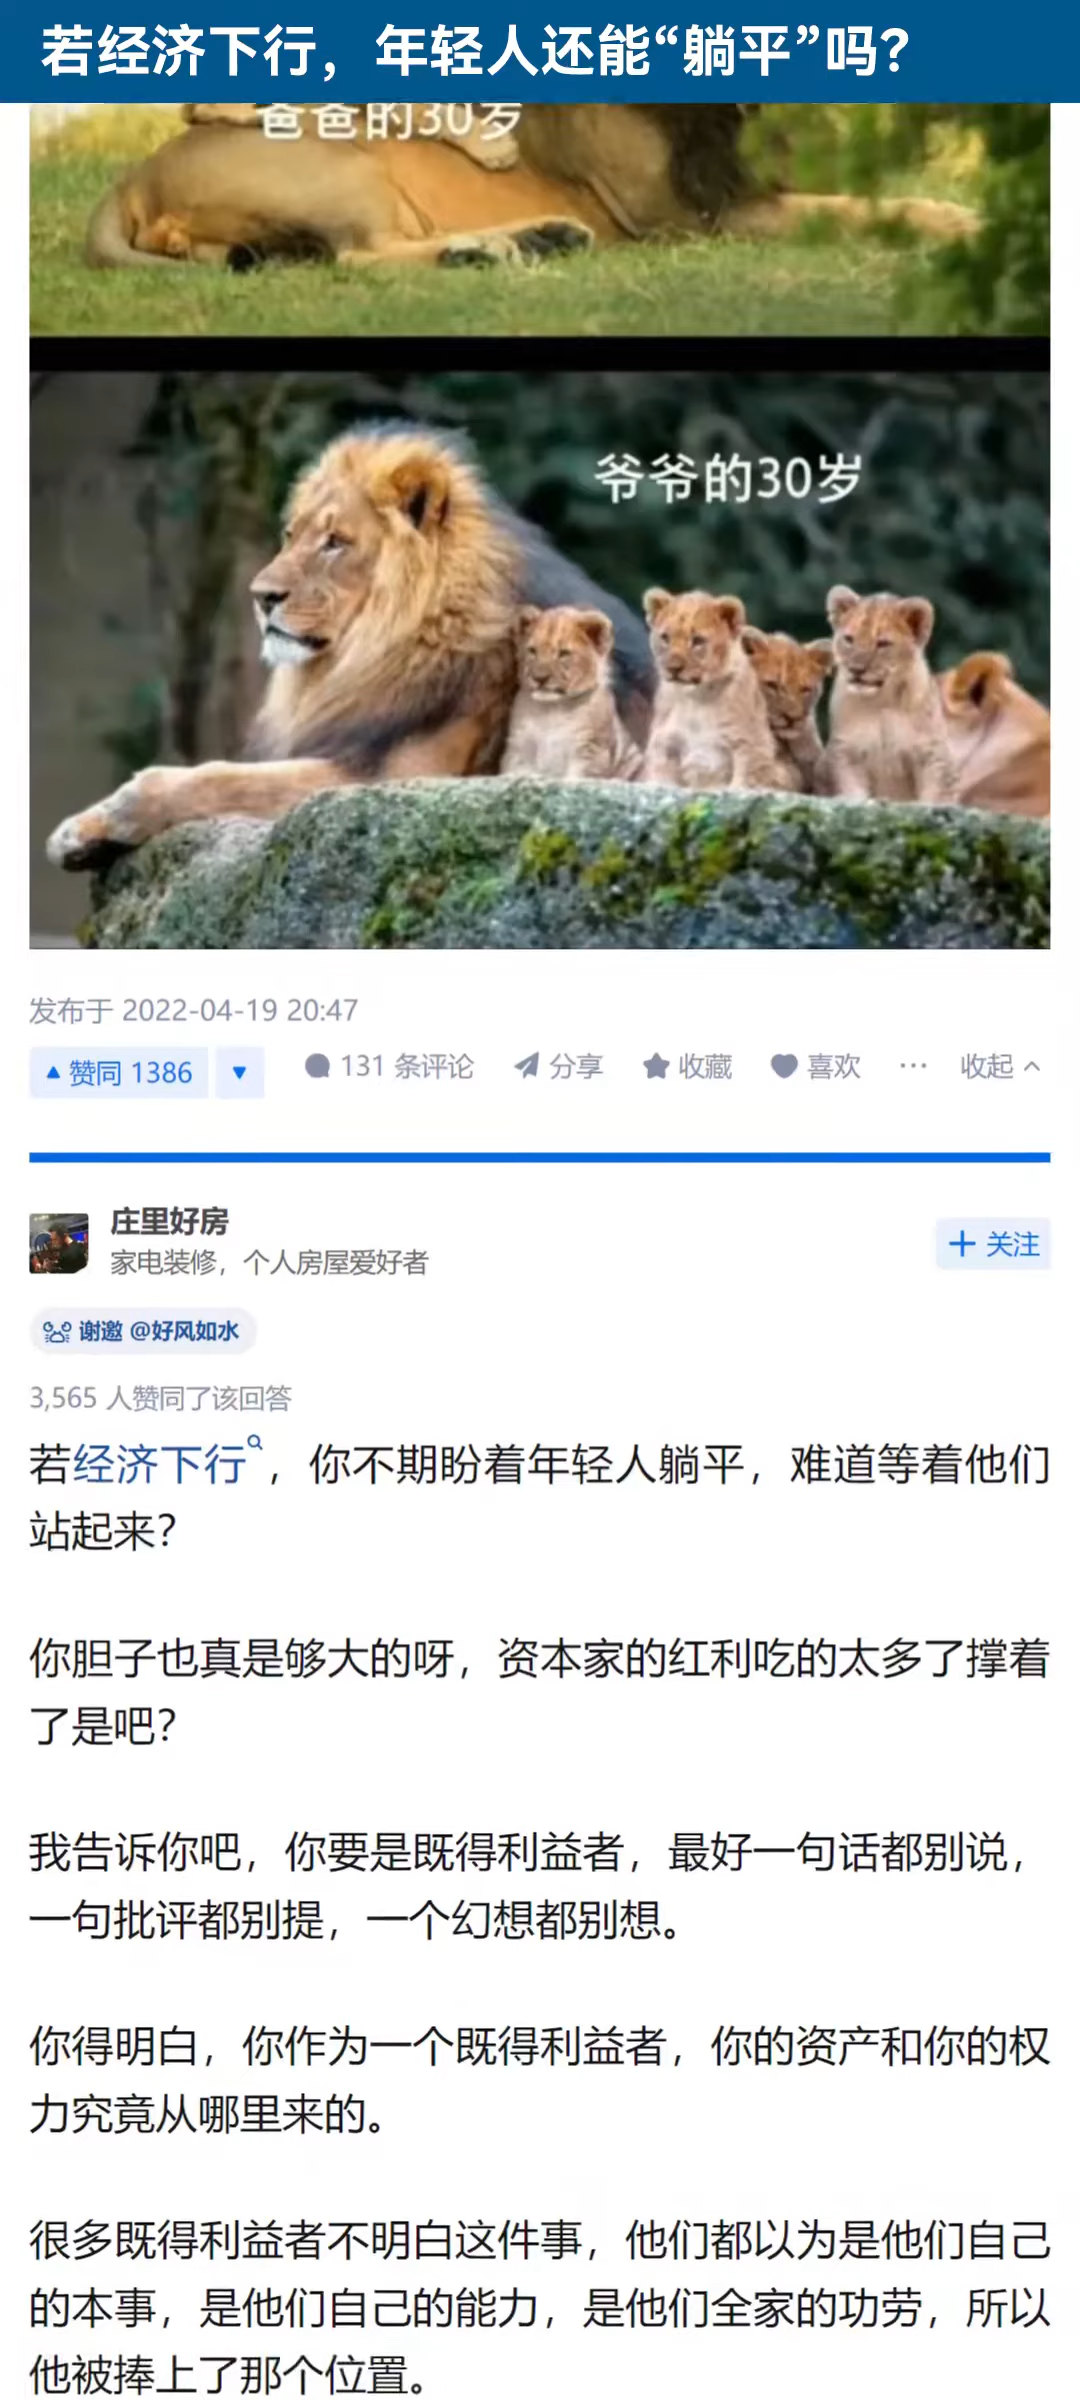 若经济下行，年轻人还能“躺平”吗？
爸爸的30岁
爷爷的30岁
发布于 2022-04-19 20:47
赞同 1386
131 条评论
分享
收藏
喜欢
收起
庄里好房
家电装修，个人房屋爱好者
关注
谢邀 @好风如水
3,565 人赞同了该回答
若经济下行，你不期盼着年轻人躺平，难道等着他们
站起来？
你胆子也真是够大的呀，资本家的红利吃的太多了撑着
了是吧？
我告诉你吧，你要是既得利益者，最好一句话都别说，
一句批评都别提，一个幻想都别想。
你得明白，你作为一个既得利益者，你的资产和你的权
力究竟从哪里来的。
很多既得利益者不明白这件事，他们都以为是他们自己
的本事，是他们自己的能力，是他们全家的功劳，所以
他被捧上了那个位置。